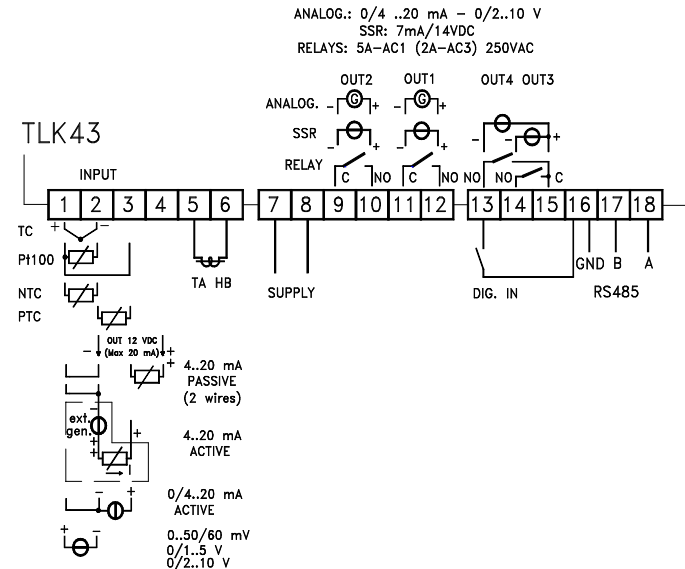 ANALOG.: 0/4 ..20 mA - 0/2..10 V
SSR: 7mA/14VDC
RELAYS: 5A-AC1 (2A-AC3) 250VAC
OUT2 OUT1 OUT4 OUT3
ANALOG. - G + - G +
SSR - + - + - - +
RELAY
C NO C NO NO NO C
TLK43
INPUT
1 2 3 4 5 6 7 8 9 10 11 12 13 14 15 16 17 18
TC + -
Pt100
TA HB
SUPPLY
DIG. IN
GND B A
RS485
NTC
PTC
- OUT 12 VDC +
(Max 20 mA) +
4..20 mA
PASSIVE
(2 wires)
-
ext.
gen.
+ +
+
4..20 mA
ACTIVE
I
- +
0/4..20 mA
ACTIVE
+ -
0..50/60 mV
0/1..5 V
0/2..10 V